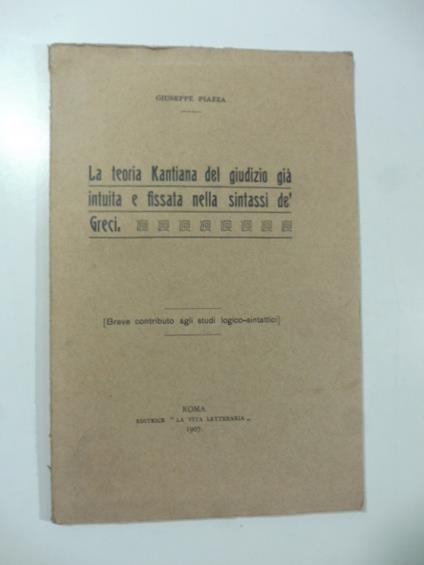 GIUSEPPE PIAZZA
La teoria Kantiana del giudizio già
intuita e fissata nella sintassi de'
Greci.
[Breve contributo agli studi logico-sintattici]
ROMA
EDITRICE " LA VITA LETTERARIA „
1907.